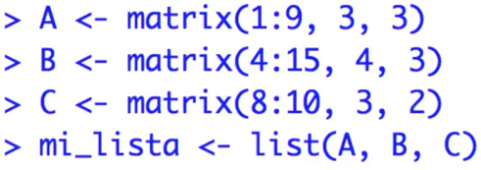 > A <- matrix(1:9, 3, 3)
> B <- matrix(4:15, 4, 3)
> C <- matrix(8:10, 3, 2)
> mi_lista <- list(A, B, C)